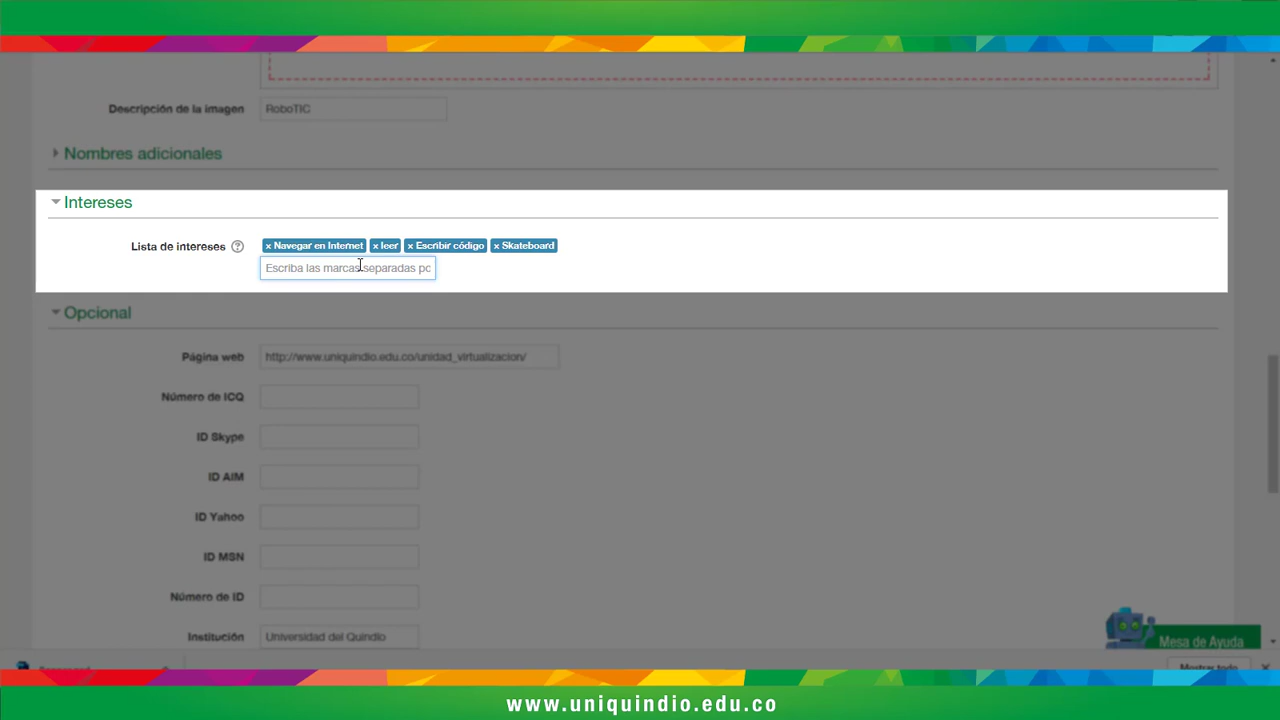 Descripción de la imagen RoboTIC
Nombres adicionales
Intereses
Lista de intereses × Navegar en Internet × leer × Escribir código × Skateboard
Escriba las marcas separadas po
Opcional
Página web http://www.uniquindio.edu.co/unidad_virtualizacion/
Número de ICQ
ID Skype
ID AIM
ID Yahoo
ID MSN
Número de ID
Institución Universidad del Quindío
Mesa de Ayuda
Mostrar todo
www.uniquindio.edu.co